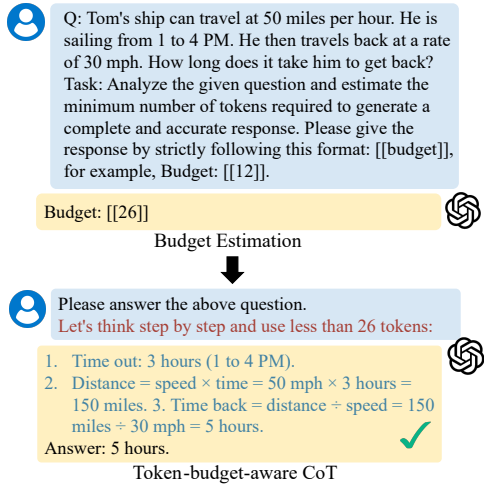 Q: Tom's ship can travel at 50 miles per hour. He is
sailing from 1 to 4 PM. He then travels back at a rate
of 30 mph. How long does it take him to get back?
Task: Analyze the given question and estimate the
minimum number of tokens required to generate a
complete and accurate response. Please give the
response by strictly following this format: [[budget]],
for example, Budget: [[12]].
Budget: [[26]]
Budget Estimation
Please answer the above question.
Let's think step by step and use less than 26 tokens:
1. Time out: 3 hours (1 to 4 PM).
2. Distance = speed × time = 50 mph × 3 hours =
150 miles. 3. Time back = distance ÷ speed = 150
miles ÷ 30 mph = 5 hours.
Answer: 5 hours.
Token-budget-aware CoT